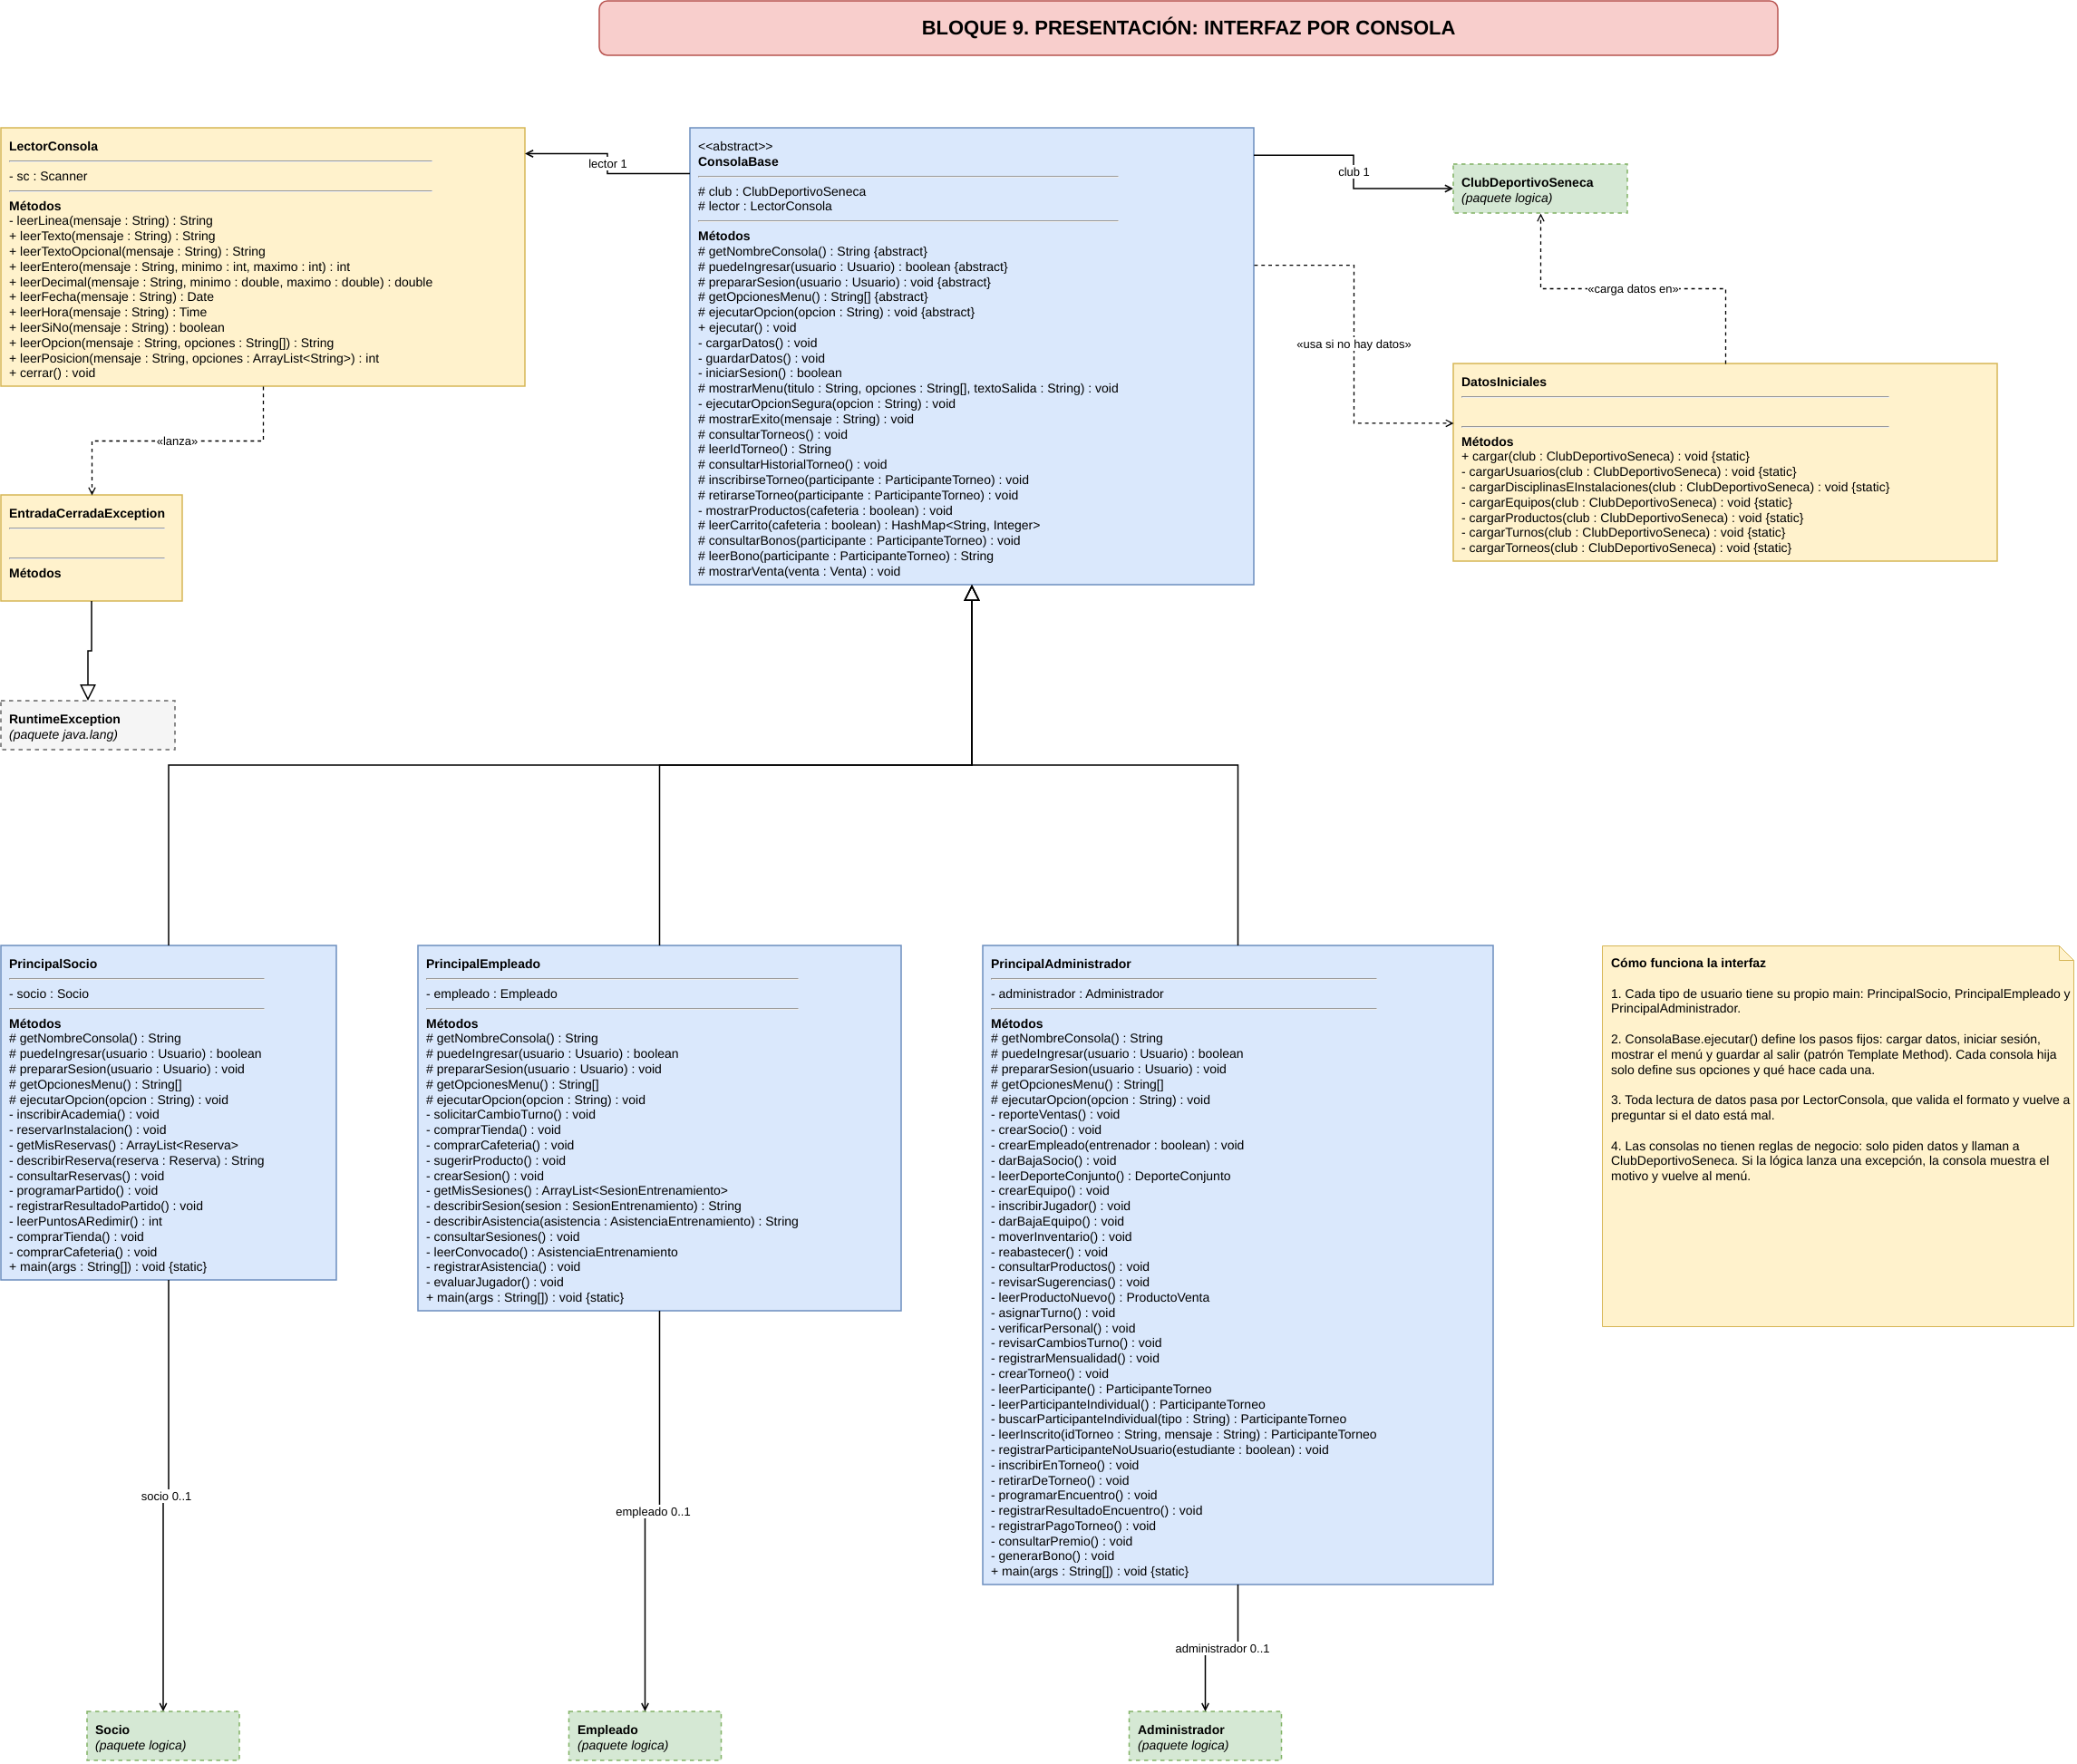 BLOQUE 9. PRESENTACIÓN: INTERFAZ POR CONSOLA
LectorConsola
- sc : Scanner
Métodos
- leerLinea(mensaje : String) : String
+ leerTexto(mensaje : String) : String
+ leerTextoOpcional(mensaje : String) : String
+ leerEntero(mensaje : String, minimo : int, maximo : int) : int
+ leerDecimal(mensaje : String, minimo : double, maximo : double) : double
+ leerFecha(mensaje : String) : Date
+ leerHora(mensaje : String) : Time
+ leerSiNo(mensaje : String) : boolean
+ leerOpcion(mensaje : String, opciones : String[]) : String
+ leerPosicion(mensaje : String, opciones : ArrayList<String>) : int
+ cerrar() : void
lector 1
<<abstract>>
ConsolaBase
# club : ClubDeportivoSeneca
# lector : LectorConsola
Métodos
# getNombreConsola() : String {abstract}
# puedeIngresar(usuario : Usuario) : boolean {abstract}
# prepararSesion(usuario : Usuario) : void {abstract}
# getOpcionesMenu() : String[] {abstract}
# ejecutarOpcion(opcion : String) : void {abstract}
+ ejecutar() : void
- cargarDatos() : void
- guardarDatos() : void
- iniciarSesion() : boolean
# mostrarMenu(titulo : String, opciones : String[], textoSalida : String) : void
- ejecutarOpcionSegura(opcion : String) : void
# mostrarExito(mensaje : String) : void
# consultarTorneos() : void
# leerIdTorneo() : String
# consultarHistorialTorneo() : void
# inscribirseTorneo(participante : ParticipanteTorneo) : void
# retirarseTorneo(participante : ParticipanteTorneo) : void
- mostrarProductos(cafeteria : boolean) : void
# leerCarrito(cafeteria : boolean) : HashMap<String, Integer>
# consultarBonos(participante : ParticipanteTorneo) : void
# leerBono(participante : ParticipanteTorneo) : String
# mostrarVenta(venta : Venta) : void
club 1
ClubDeportivoSeneca
(paquete logica)
«carga datos en»
«usa si no hay datos»
DatosIniciales
Métodos
+ cargar(club : ClubDeportivoSeneca) : void {static}
- cargarUsuarios(club : ClubDeportivoSeneca) : void {static}
- cargarDisciplinasEInstalaciones(club : ClubDeportivoSeneca) : void {static}
- cargarEquipos(club : ClubDeportivoSeneca) : void {static}
- cargarProductos(club : ClubDeportivoSeneca) : void {static}
- cargarTurnos(club : ClubDeportivoSeneca) : void {static}
- cargarTorneos(club : ClubDeportivoSeneca) : void {static}
«lanza»
EntradaCerradaException
Métodos
RuntimeException
(paquete java.lang)
PrincipalSocio
- socio : Socio
Métodos
# getNombreConsola() : String
# puedeIngresar(usuario : Usuario) : boolean
# prepararSesion(usuario : Usuario) : void
# getOpcionesMenu() : String[]
# ejecutarOpcion(opcion : String) : void
- inscribirAcademia() : void
- reservarInstalacion() : void
- getMisReservas() : ArrayList<Reserva>
- describirReserva(reserva : Reserva) : String
- consultarReservas() : void
- programarPartido() : void
- registrarResultadoPartido() : void
- leerPuntosARedimir() : int
- comprarTienda() : void
- comprarCafeteria() : void
+ main(args : String[]) : void {static}
PrincipalEmpleado
- empleado : Empleado
Métodos
# getNombreConsola() : String
# puedeIngresar(usuario : Usuario) : boolean
# prepararSesion(usuario : Usuario) : void
# getOpcionesMenu() : String[]
# ejecutarOpcion(opcion : String) : void
- solicitarCambioTurno() : void
- comprarTienda() : void
- comprarCafeteria() : void
- sugerirProducto() : void
- crearSesion() : void
- getMisSesiones() : ArrayList<SesionEntrenamiento>
- describirSesion(sesion : SesionEntrenamiento) : String
- describirAsistencia(asistencia : AsistenciaEntrenamiento) : String
- consultarSesiones() : void
- leerConvocado() : AsistenciaEntrenamiento
- registrarAsistencia() : void
- evaluarJugador() : void
+ main(args : String[]) : void {static}
PrincipalAdministrador
- administrador : Administrador
Métodos
# getNombreConsola() : String
# puedeIngresar(usuario : Usuario) : boolean
# prepararSesion(usuario : Usuario) : void
# getOpcionesMenu() : String[]
# ejecutarOpcion(opcion : String) : void
- reporteVentas() : void
- crearSocio() : void
- crearEmpleado(entrenador : boolean) : void
- darBajaSocio() : void
- leerDeporteConjunto() : DeporteConjunto
- crearEquipo() : void
- inscribirJugador() : void
- darBajaEquipo() : void
- moverInventario() : void
- reabastecer() : void
- consultarProductos() : void
- revisarSugerencias() : void
- leerProductoNuevo() : ProductoVenta
- asignarTurno() : void
- verificarPersonal() : void
- revisarCambiosTurno() : void
- registrarMensualidad() : void
- crearTorneo() : void
- leerParticipante() : ParticipanteTorneo
- leerParticipanteIndividual() : ParticipanteTorneo
- buscarParticipanteIndividual(tipo : String) : ParticipanteTorneo
- leerInscrito(idTorneo : String, mensaje : String) : ParticipanteTorneo
- registrarParticipanteNoUsuario(estudiante : boolean) : void
- inscribirEnTorneo() : void
- retirarDeTorneo() : void
- programarEncuentro() : void
- registrarResultadoEncuentro() : void
- registrarPagoTorneo() : void
- consultarPremio() : void
- generarBono() : void
+ main(args : String[]) : void {static}
Cómo funciona la interfaz
1. Cada tipo de usuario tiene su propio main: PrincipalSocio, PrincipalEmpleado y
PrincipalAdministrador.
2. ConsolaBase.ejecutar() define los pasos fijos: cargar datos, iniciar sesión,
mostrar el menú y guardar al salir (patrón Template Method). Cada consola hija
solo define sus opciones y qué hace cada una.
3. Toda lectura de datos pasa por LectorConsola, que valida el formato y vuelve a
preguntar si el dato está mal.
4. Las consolas no tienen reglas de negocio: solo piden datos y llaman a
ClubDeportivoSeneca. Si la lógica lanza una excepción, la consola muestra el
motivo y vuelve al menú.
socio 0..1
empleado 0..1
administrador 0..1
Socio
(paquete logica)
Empleado
(paquete logica)
Administrador
(paquete logica)